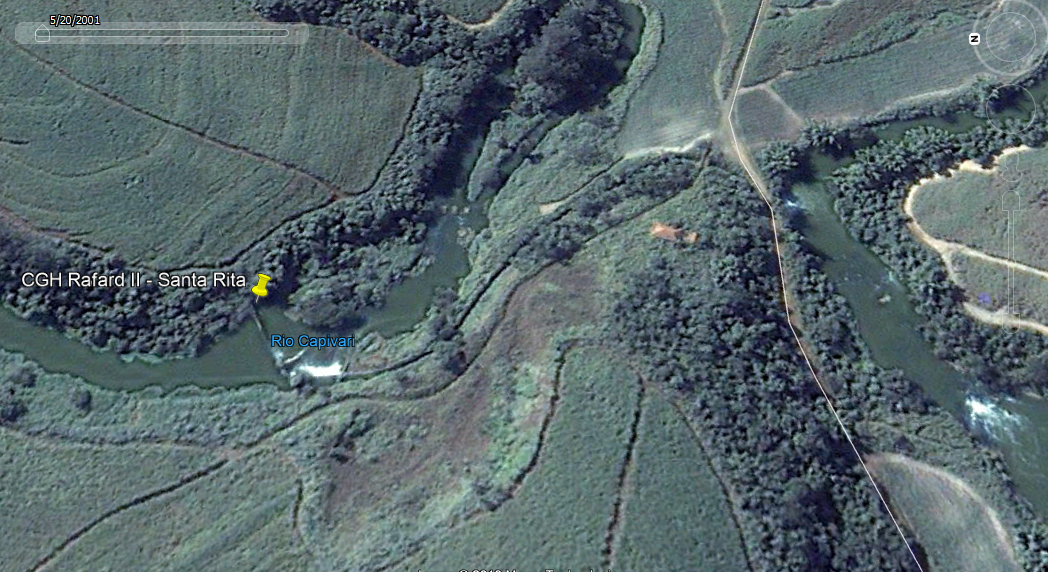 5/20/2001
N
CGH Rafard II - Santa Rita
Rio Capivari